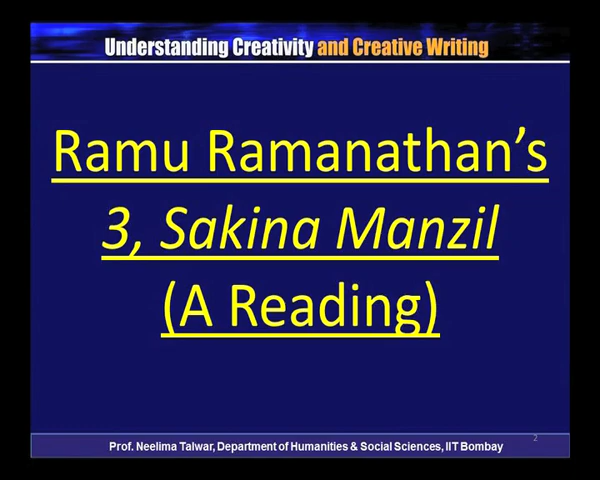 Understanding Creativity and Creative Writing
Ramu Ramanathan's
3, Sakina Manzil
(A Reading)
2
Prof. Neelima Talwar, Department of Humanities & Social Sciences, IIT Bombay